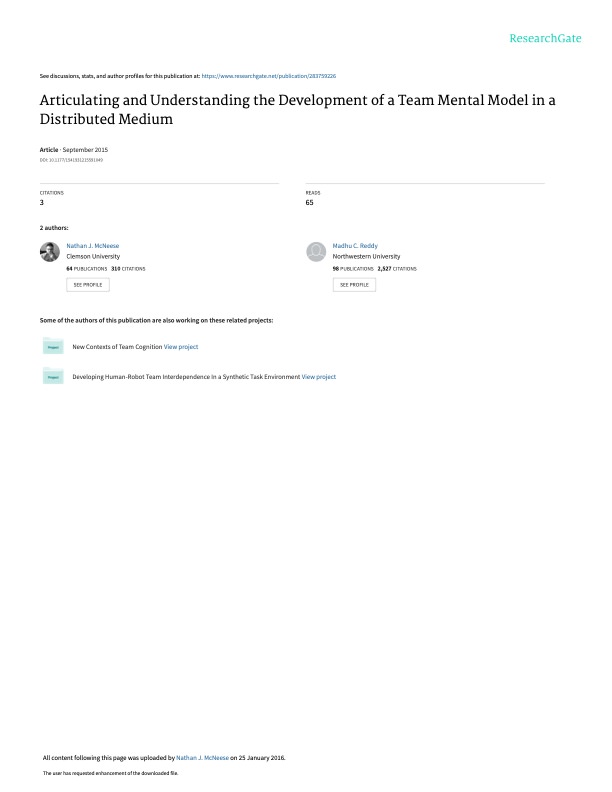 ResearchGate
See discussions, stats, and author profiles for this publication at: https://www.researchgate.net/publication/283759226
Articulating and Understanding the Development of a Team Mental Model in a
Distributed Medium
Article · September 2015
DOI: 10.1177/1541931215591049
CITATIONS
3
READS
65
2 authors:
Nathan J. McNeese
Clemson University
64 PUBLICATIONS 310 CITATIONS
SEE PROFILE
Madhu C. Reddy
Northwestern University
98 PUBLICATIONS 2,527 CITATIONS
SEE PROFILE
Some of the authors of this publication are also working on these related projects:
Project
New Contexts of Team Cognition View project
Project
Developing Human-Robot Team Interdependence In a Synthetic Task Environment View project
All content following this page was uploaded by Nathan J. McNeese on 25 January 2016.
The user has requested enhancement of the downloaded file.